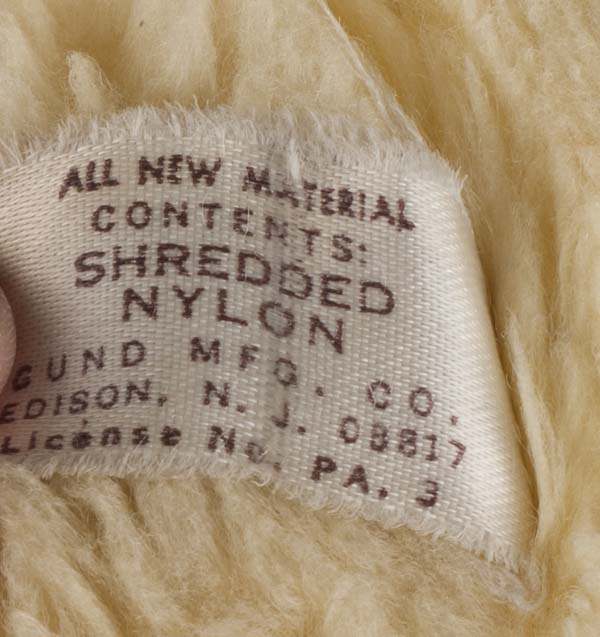 ALL NEW MATERIAL
CONTENTS:
SHREDDED
NYLON
GUND MFG. CO.
EDISON, N. J. 08817
License No. PA. 3